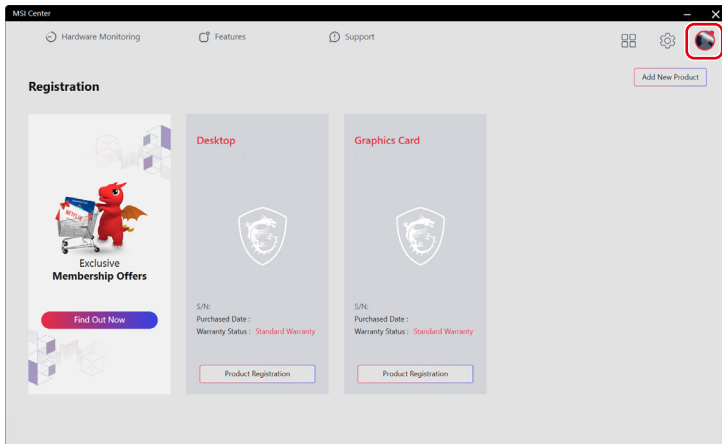 MSI Center
Hardware Monitoring
Features
Support
Registration
Add New Product
NETFLIX
Exclusive
Membership Offers
Find Out Now
Desktop
S/N:
Purchased Date :
Warranty Status : Standard Warranty
Product Registration
Graphics Card
S/N:
Purchased Date :
Warranty Status : Standard Warranty
Product Registration